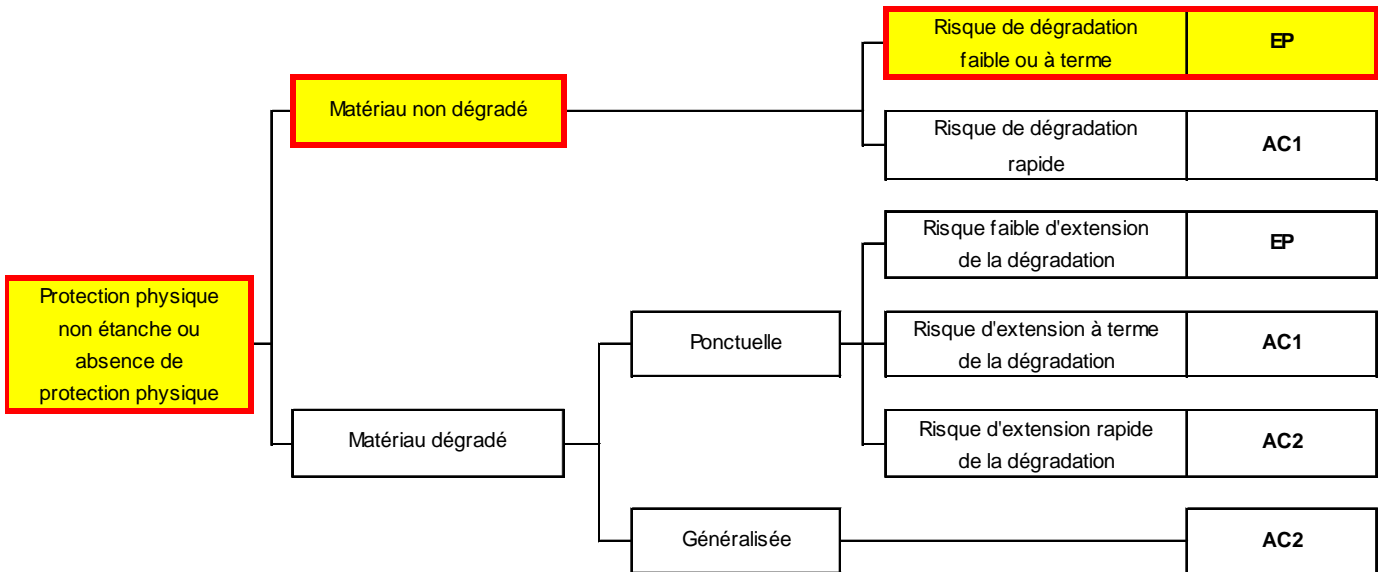 Risque de dégradation
faible ou à terme
EP
Matériau non dégradé
Risque de dégradation
rapide
AC1
Risque faible d'extension
de la dégradation
EP
Protection physique
non étanche ou
absence de
protection physique
Ponctuelle
Risque d'extension à terme
de la dégradation
AC1
Matériau dégradé
Risque d'extension rapide
de la dégradation
AC2
Généralisée
AC2